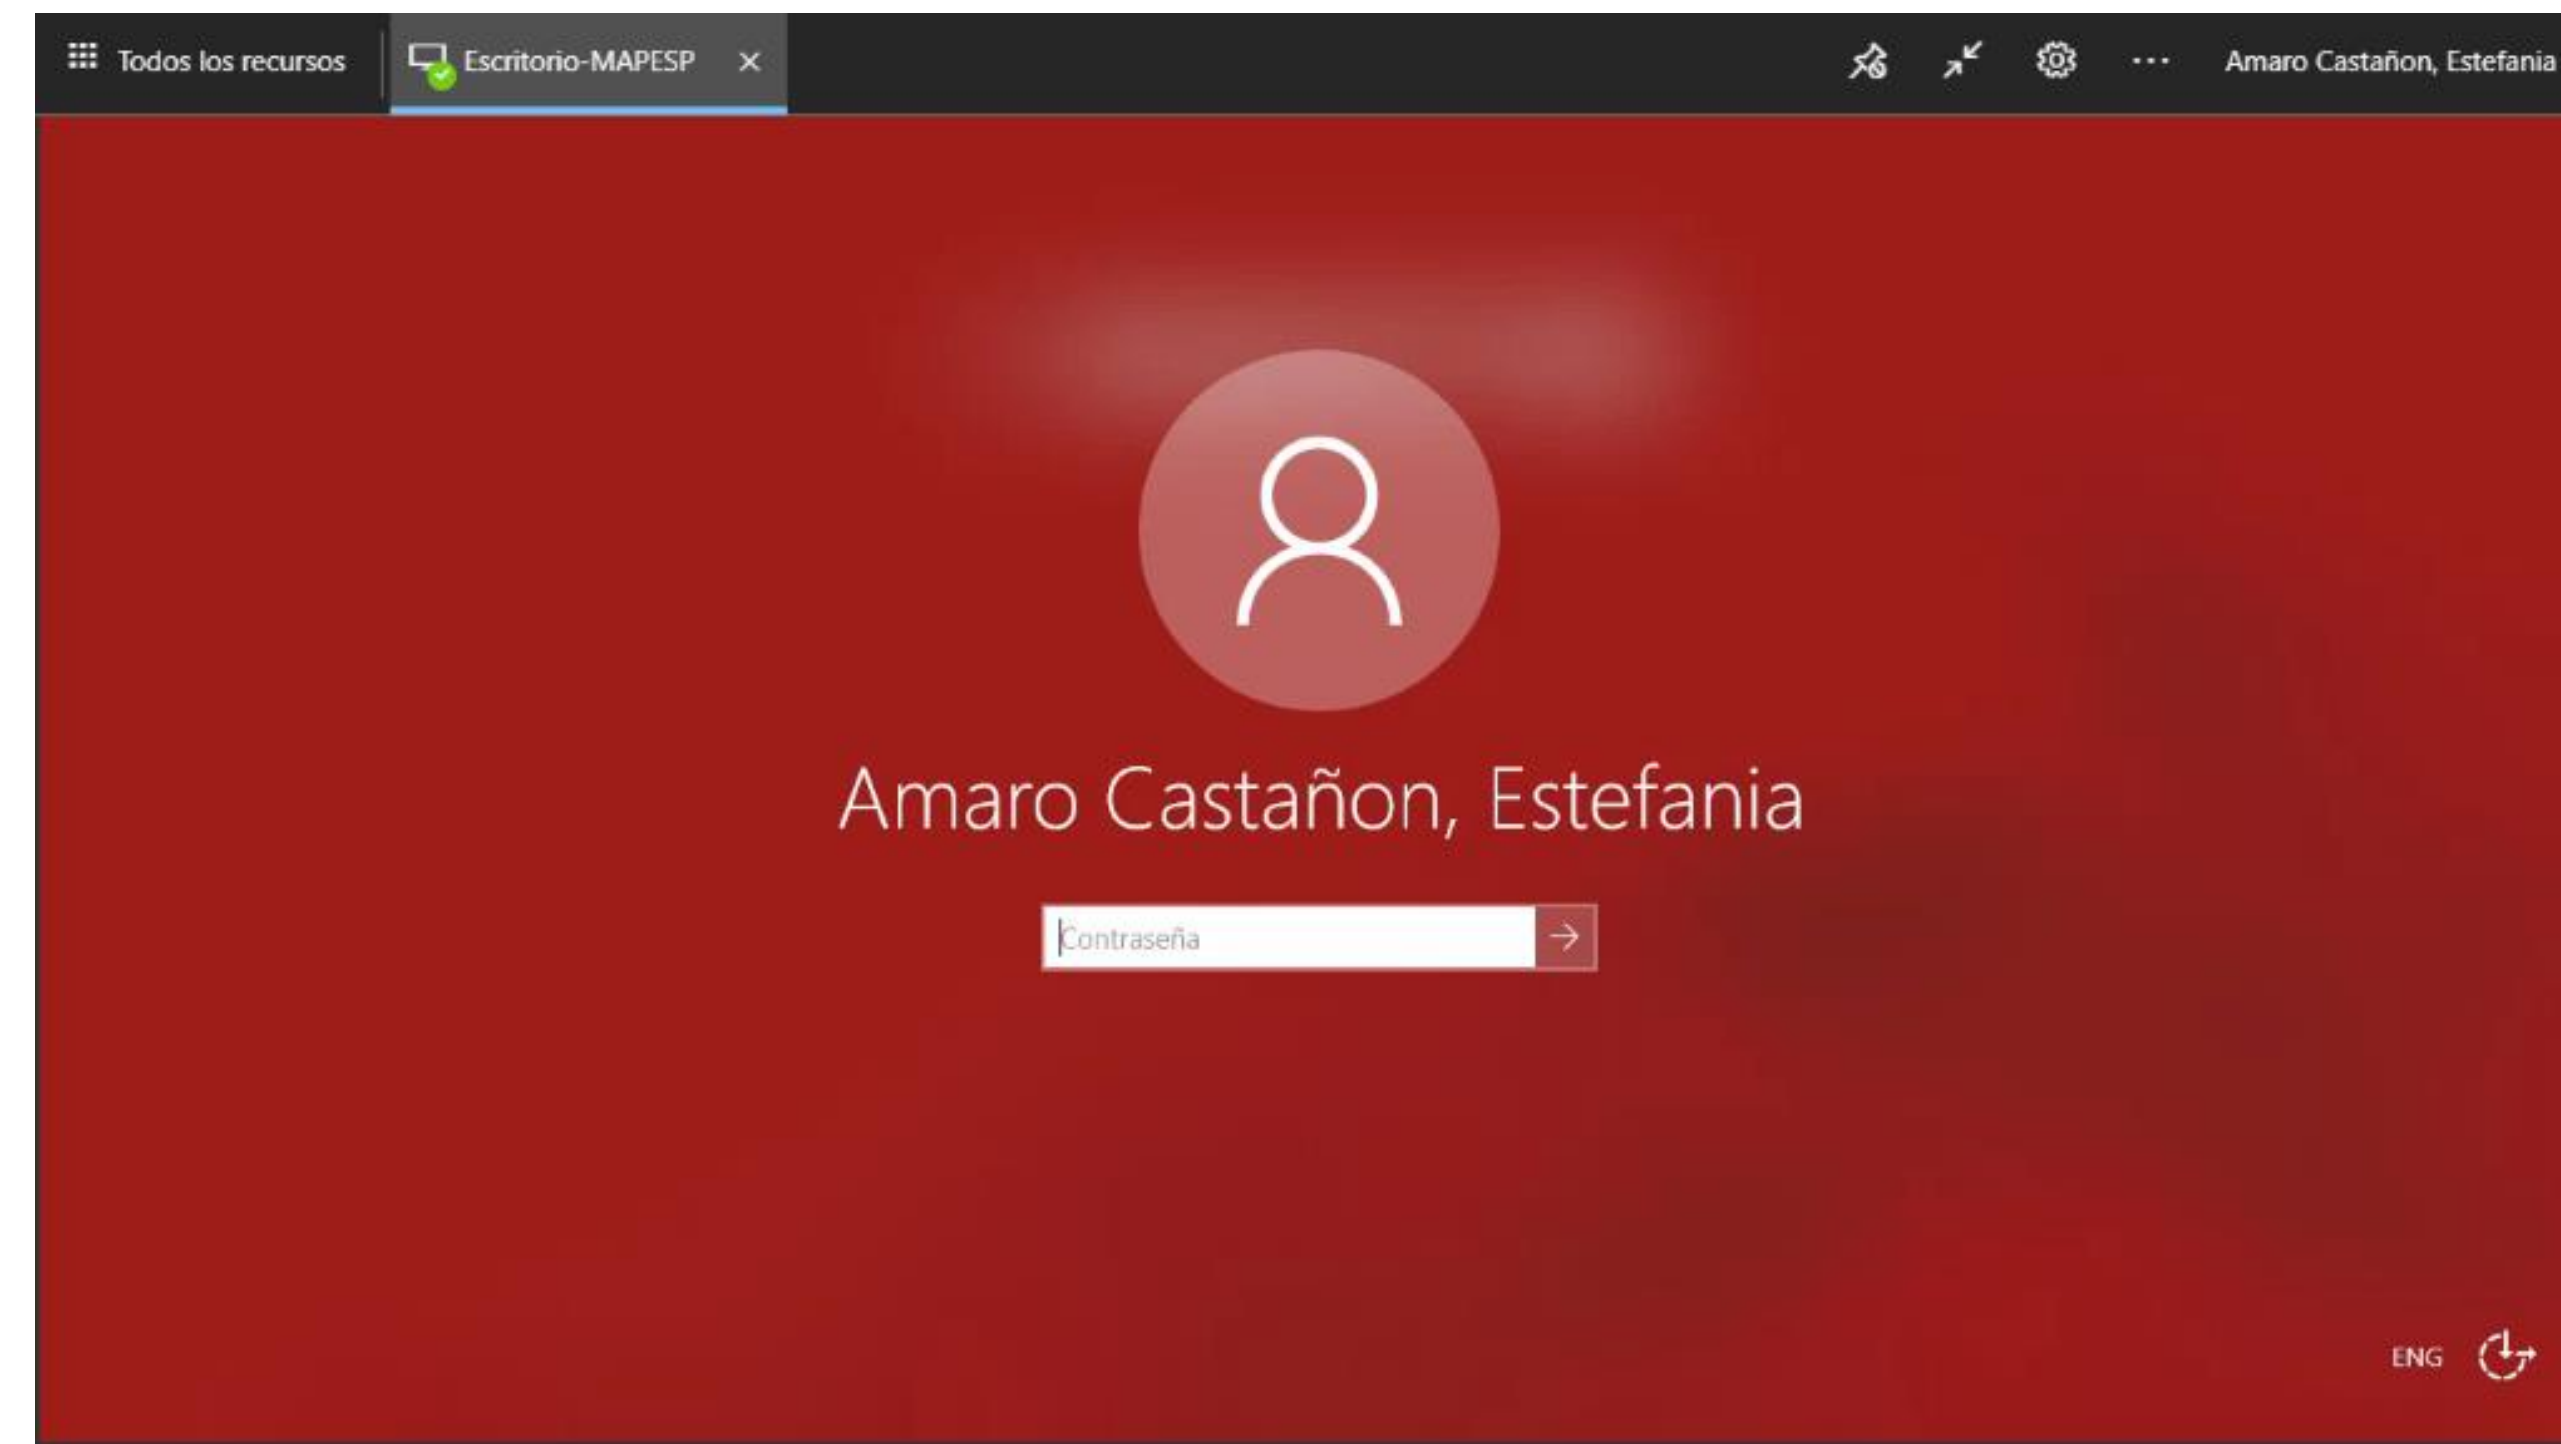 Todos los recursos
Escritorio-MAPESP
Amaro Castañon, Estefania
Amaro Castañon, Estefania
Contraseña
ENG